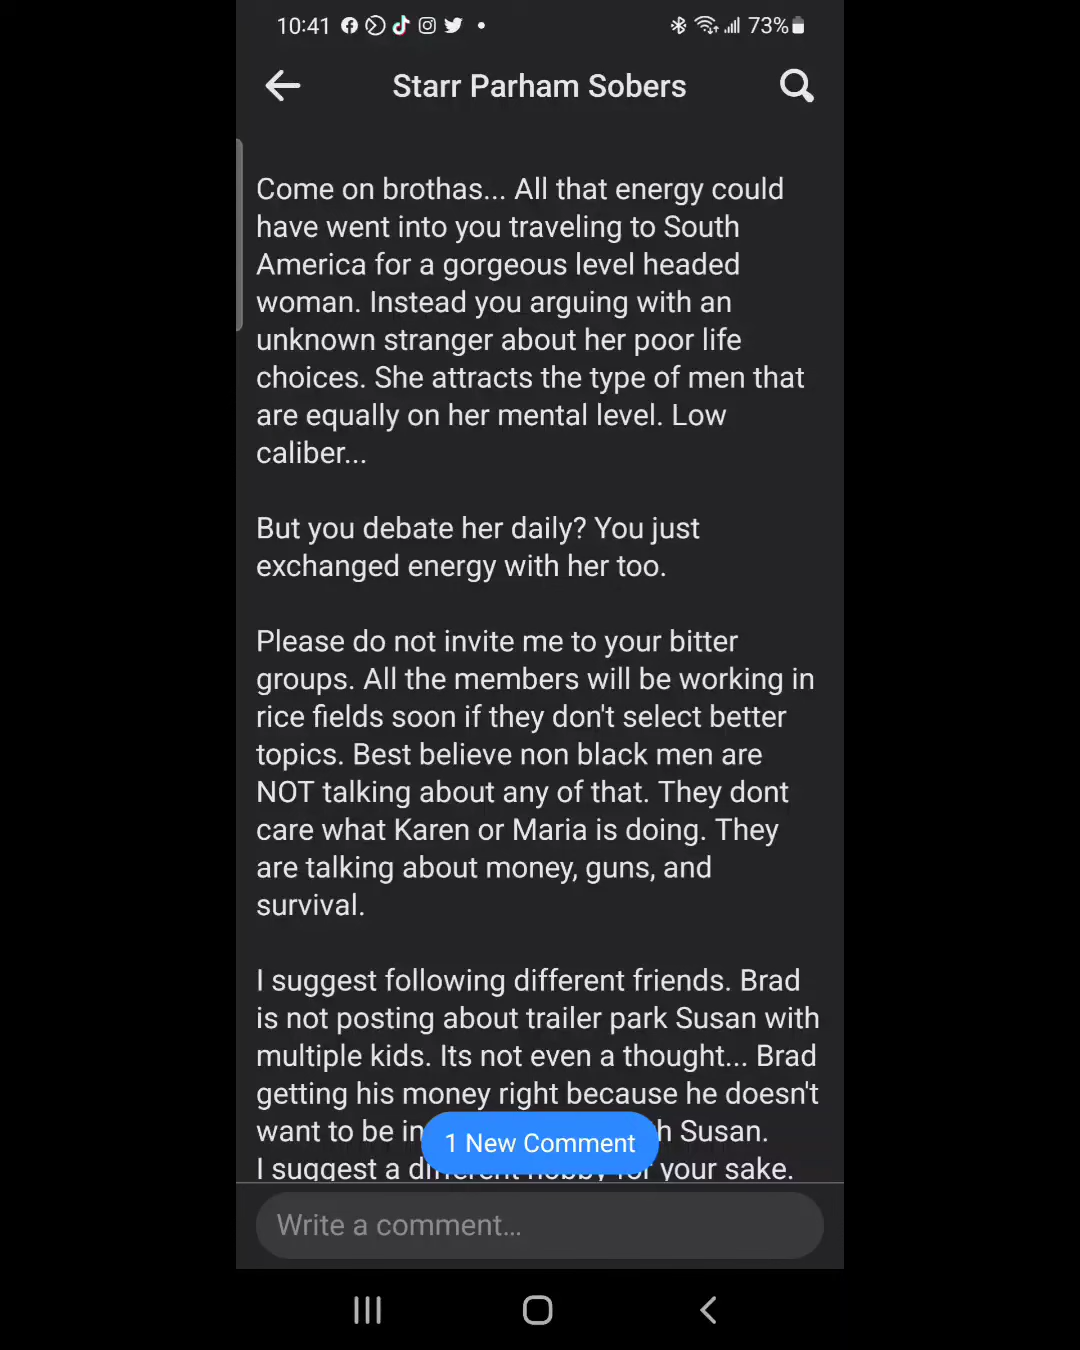 10:41
73%
Starr Parham Sobers
Come on brothas... All that energy could
have went into you traveling to South
America for a gorgeous level headed
woman. Instead you arguing with an
unknown stranger about her poor life
choices. She attracts the type of men that
are equally on her mental level. Low
caliber...
But you debate her daily? You just
exchanged energy with her too.
Please do not invite me to your bitter
groups. All the members will be working in
rice fields soon if they don't select better
topics. Best believe non black men are
NOT talking about any of that. They dont
care what Karen or Maria is doing. They
are talking about money, guns, and
survival.
I suggest following different friends. Brad
is not posting about trailer park Susan with
multiple kids. Its not even a thought... Brad
getting his money right because he doesn't
want to be in Susan.
1 New Comment
I suggest a different hobby for your sake.
Write a comment...